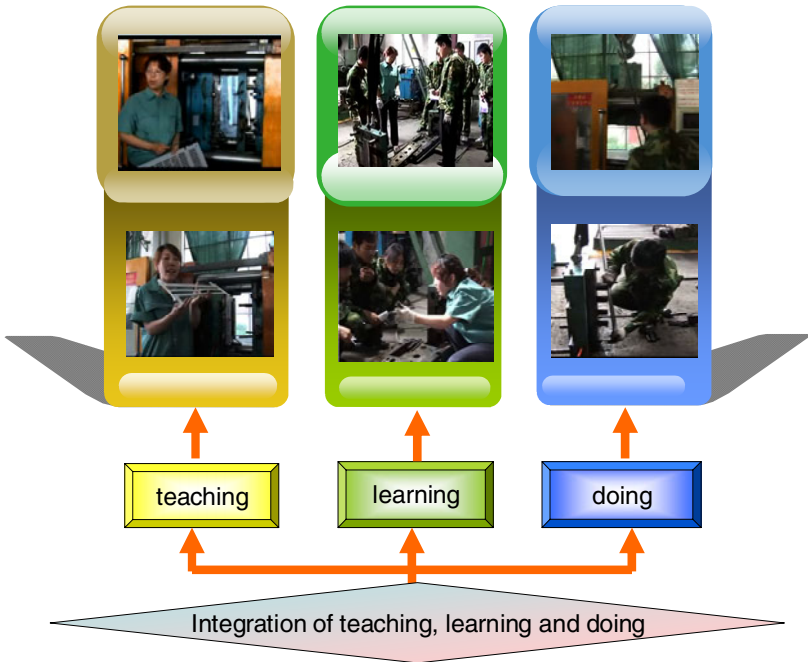 teaching
learning
doing
Integration of teaching, learning and doing